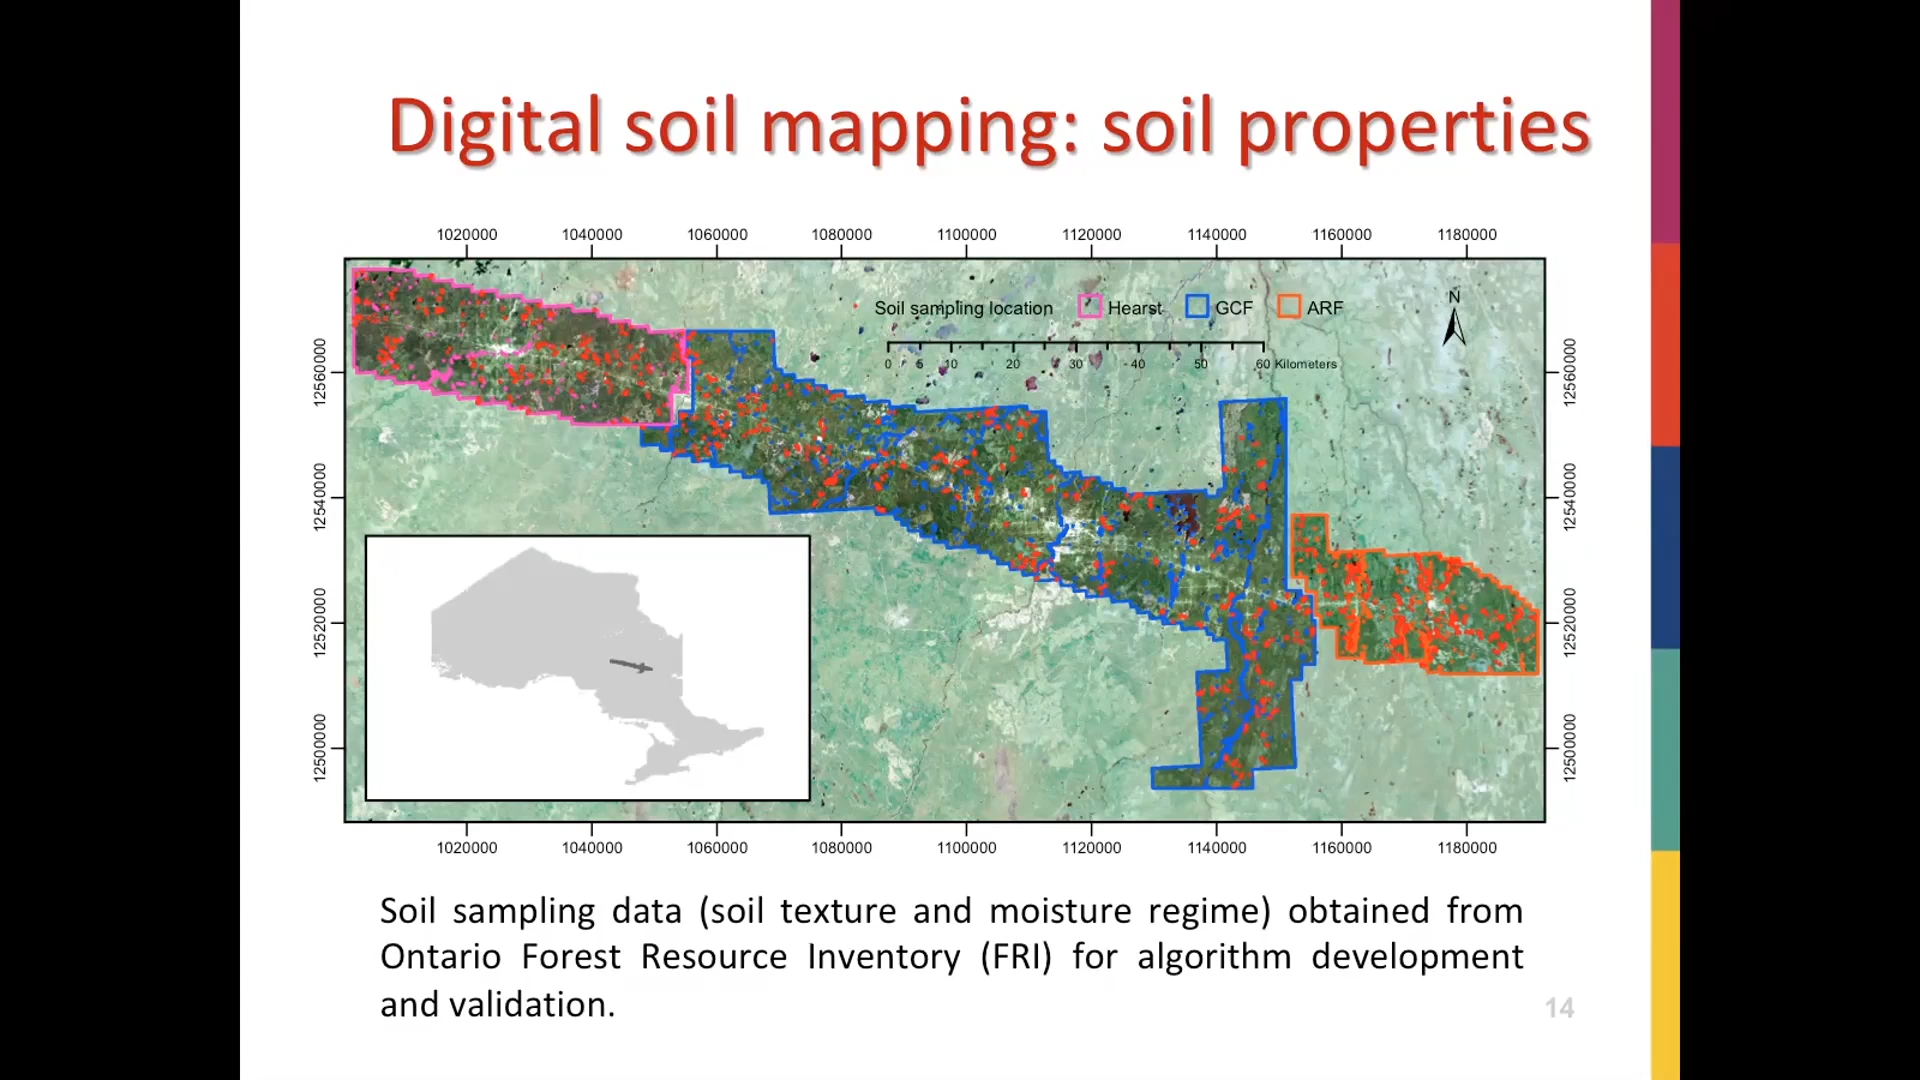 Digital soil mapping: soil properties
1020000 1040000 1060000 1080000 1100000 1120000 1140000 1160000 1180000
Soil sampling location Hearst GCF ARF
N
0 5 10 20 30 40 50 60 Kilometers
12560000
12540000
12520000
12500000
12560000
12540000
12520000
12500000
1020000 1040000 1060000 1080000 1100000 1120000 1140000 1160000 1180000
Soil sampling data (soil texture and moisture regime) obtained from
Ontario Forest Resource Inventory (FRI) for algorithm development
and validation.
14